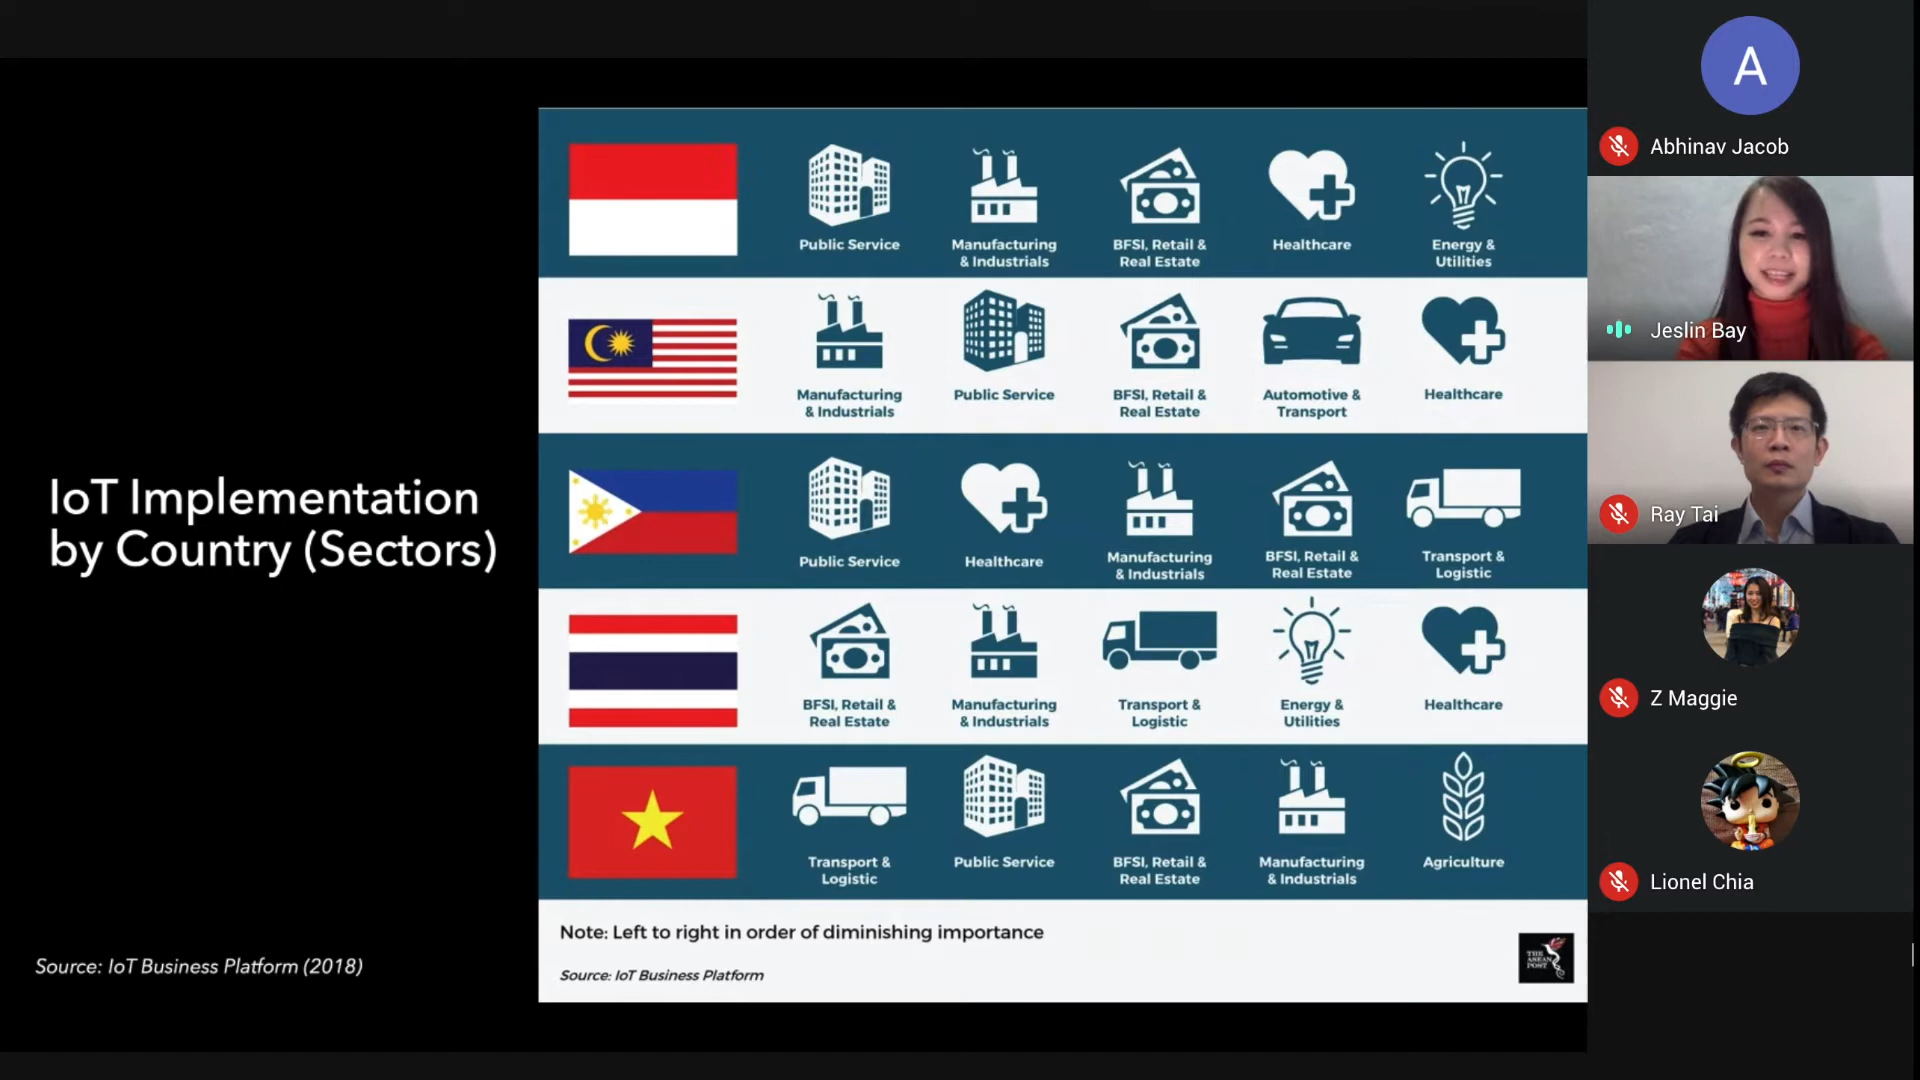 IoT Implementation
by Country (Sectors)
Source: IoT Business Platform (2018)
Public Service
Manufacturing
& Industrials
BFSI, Retail &
Real Estate
Healthcare
Energy &
Utilities
Manufacturing
& Industrials
Public Service
BFSI, Retail &
Real Estate
Automotive &
Transport
Healthcare
Public Service
Healthcare
Manufacturing
& Industrials
BFSI, Retail &
Real Estate
Transport &
Logistic
BFSI, Retail &
Real Estate
Manufacturing
& Industrials
Transport &
Logistic
Energy &
Utilities
Healthcare
Transport &
Logistic
Public Service
BFSI, Retail &
Real Estate
Manufacturing
& Industrials
Agriculture
Note: Left to right in order of diminishing importance
Source: IoT Business Platform
THE
ASEAN
POST
A
Abhinav Jacob
Jeslin Bay
Ray Tai
Z Maggie
Lionel Chia